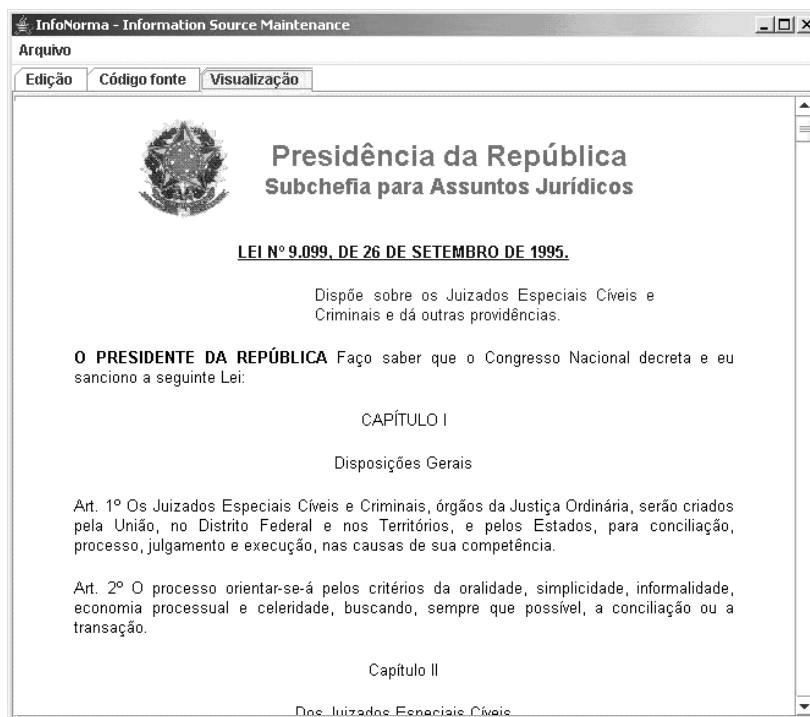 InfoNorma - Information Source Maintenance
Arquivo
Edição Código fonte Visualização
Presidência da República
Subchefia para Assuntos Jurídicos
LEI Nº 9.099, DE 26 DE SETEMBRO DE 1995.
Dispõe sobre os Juizados Especiais Cíveis e
Criminais e dá outras providências.
O PRESIDENTE DA REPÚBLICA Faço saber que o Congresso Nacional decreta e eu
sanciono a seguinte Lei:
CAPÍTULO I
Disposições Gerais
Art. 1º Os Juizados Especiais Cíveis e Criminais, órgãos da Justiça Ordinária, serão criados
pela União, no Distrito Federal e nos Territórios, e pelos Estados, para conciliação,
processo, julgamento e execução, nas causas de sua competência.
Art. 2º O processo orientar-se-á pelos critérios da oralidade, simplicidade, informalidade,
economia processual e celeridade, buscando, sempre que possível, a conciliação ou a
transação.
Capítulo II
Dos Juizados Especiais Cíveis